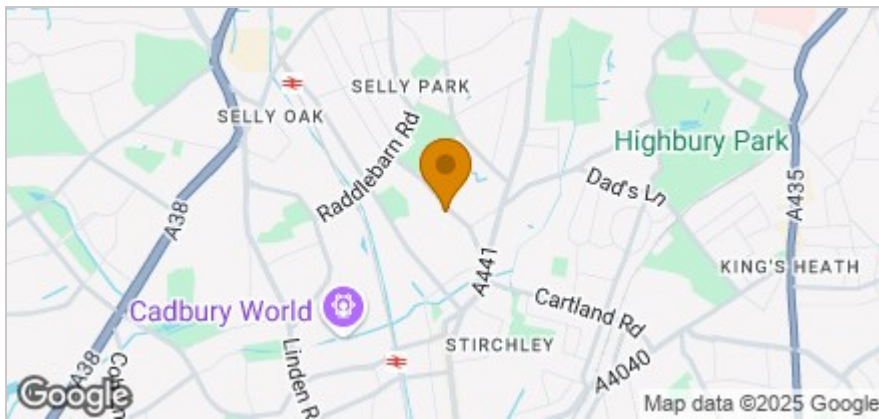 SELLY PARK
SELLY OAK
Raddlebarn Rd
Highbury Park
Dad's Ln
A38
A435
A441
KING'S HEATH
Cadbury World
Cartland Rd
Linden R
STIRCHLEY
A4040
A38
Google
Map data ©2025 Google